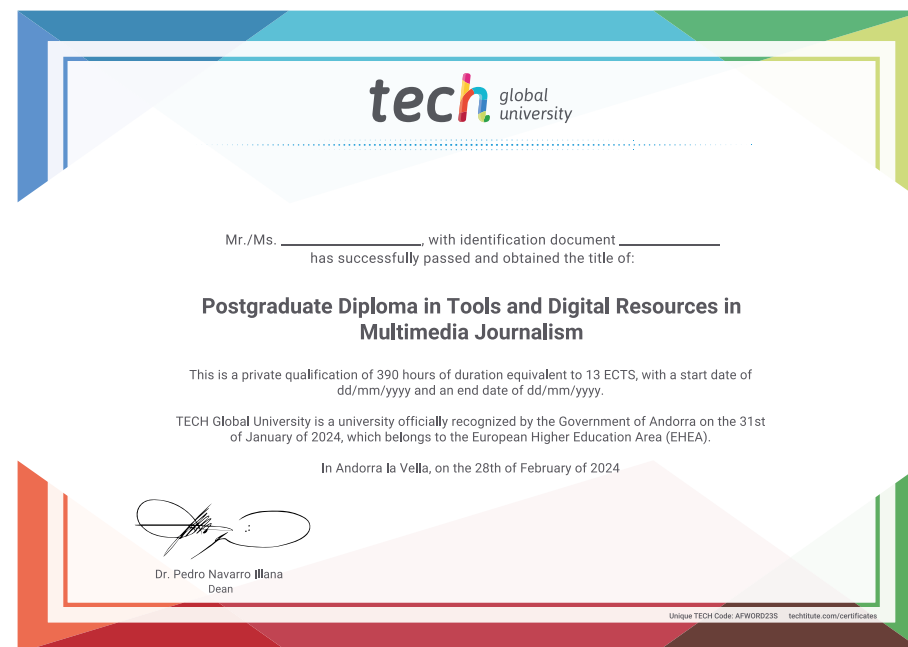 tech global
university
Mr./Ms. ____________, with identification document ____________
has successfully passed and obtained the title of:
Postgraduate Diploma in Tools and Digital Resources in
Multimedia Journalism
This is a private qualification of 390 hours of duration equivalent to 13 ECTS, with a start date of
dd/mm/yyyy and an end date of dd/mm/yyyy.
TECH Global University is a university officially recognized by the Government of Andorra on the 31st
of January of 2024, which belongs to the European Higher Education Area (EHEA).
In Andorra la Vella, on the 28th of February of 2024
Dr. Pedro Navarro Illana
Dean
Unique TECH Code: AFWORD23S techtitute.com/certificates